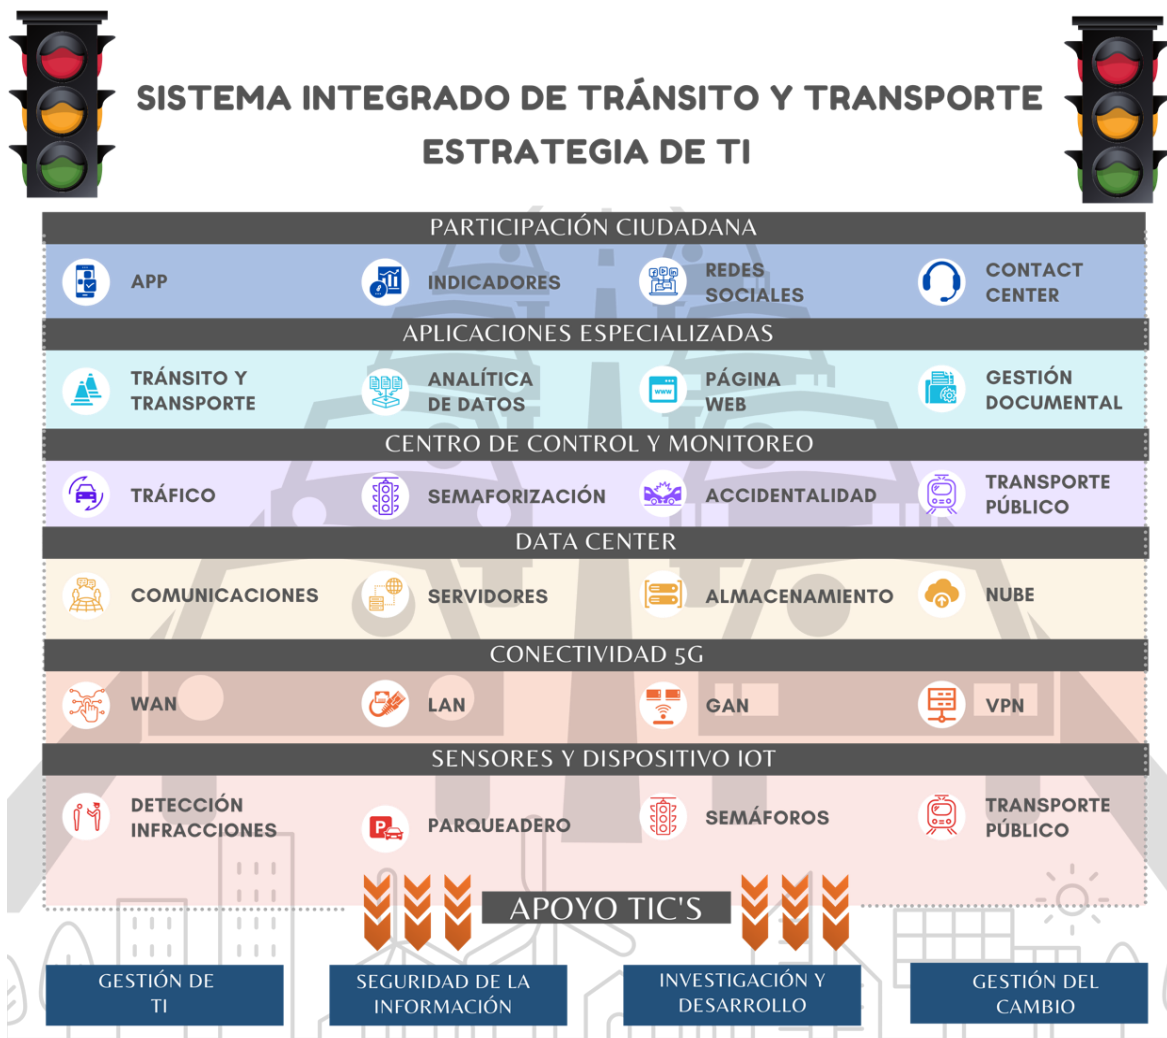 SISTEMA INTEGRADO DE TRÁNSITO Y TRANSPORTE
ESTRATEGIA DE TI
PARTICIPACIÓN CIUDADANA
APP
INDICADORES
REDES
SOCIALES
CONTACT
CENTER
APLICACIONES ESPECIALIZADAS
TRÁNSITO Y
TRANSPORTE
ANALÍTICA
DE DATOS
WWW
PÁGINA
WEB
GESTIÓN
DOCUMENTAL
CENTRO DE CONTROL Y MONITOREO
TRÁFICO
SEMAFORIZACIÓN
ACCIDENTALIDAD
TRANSPORTE
PÚBLICO
DATA CENTER
COMUNICACIONES
SERVIDORES
ALMACENAMIENTO
NUBE
CONECTIVIDAD 5G
WAN
LAN
GAN
VPN
SENSORES Y DISPOSITIVO IOT
DETECCIÓN
INFRACCIONES
P
PARQUEADERO
SEMÁFOROS
TRANSPORTE
PÚBLICO
APOYO TIC'S
GESTIÓN DE
TI
SEGURIDAD DE LA
INFORMACIÓN
INVESTIGACIÓN Y
DESARROLLO
GESTIÓN DEL
CAMBIO